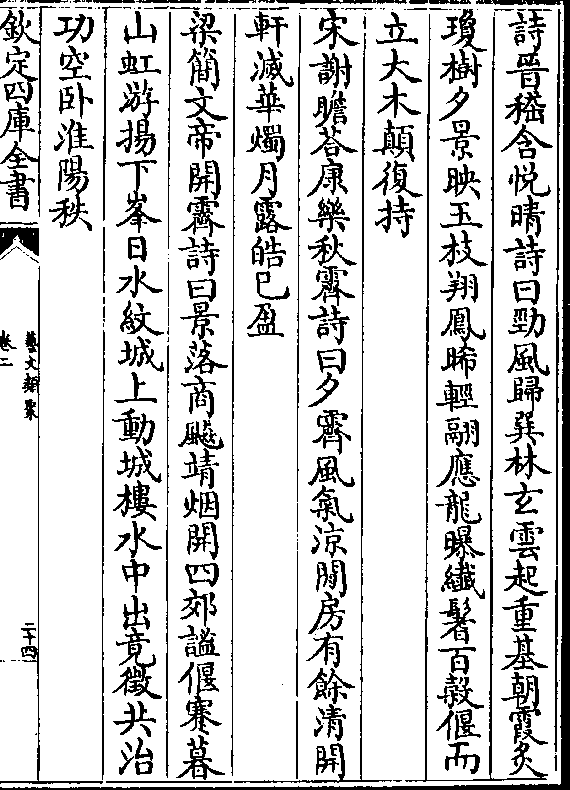 詩晉嵇含悦晴詩曰勁風歸巽林玄雲起重基朝霞炙
瓊樹夕景映玉枝翔鳳晞輕翮應龍曝纖鬐百榖偃而
立大木顛復持
宋謝瞻荅康樂秋霽詩曰夕霽風氣涼閒房有餘清開
軒滅華燭月露皓已盈
梁簡文帝開霽詩曰景落商飈靖烟開四郊謐偃蹇暮
山虹游揚下峯日水紋城上動城樓水中出竟微共治
功空卧淮陽秩
欽定四庫全書
藝文類聚
卷二
二十四